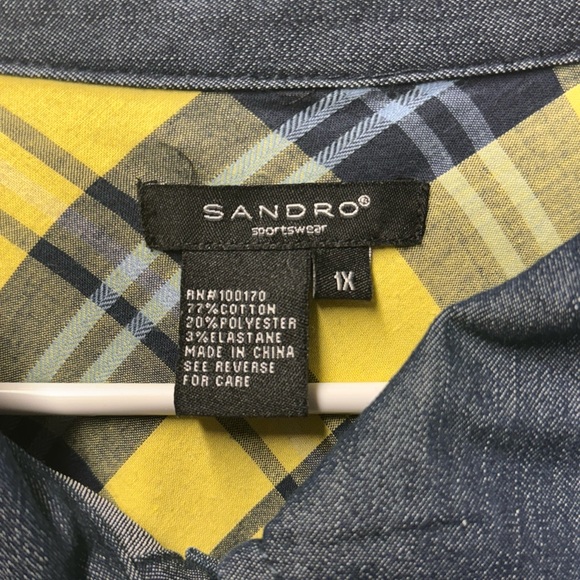 SANDRO®
sportswear
1X
RN#100170
77%COTTON
20%POLYESTER
3%ELASTANE
MADE IN CHINA
SEE REVERSE
FOR CARE